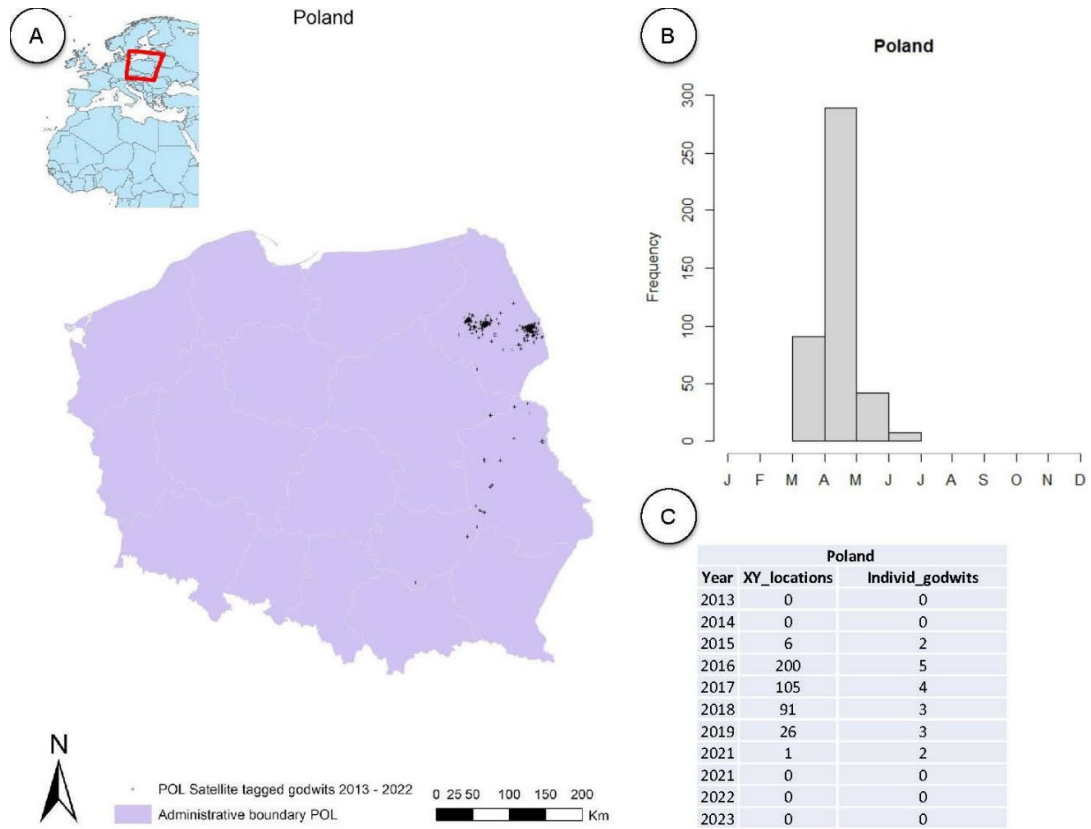 A
Poland
N
POL Satellite tagged godwits 2013 - 2022
Administrative boundary POL
0 25 50 100 150 200
Km
B
Poland
Frequency
300
250
200
150
100
50
0
J F M A M J J A S O N D
C
Poland
Year XY_locations Individ_godwits
2013 0 0
2014 0 0
2015 6 2
2016 200 5
2017 105 4
2018 91 3
2019 26 3
2021 1 2
2021 0 0
2022 0 0
2023 0 0